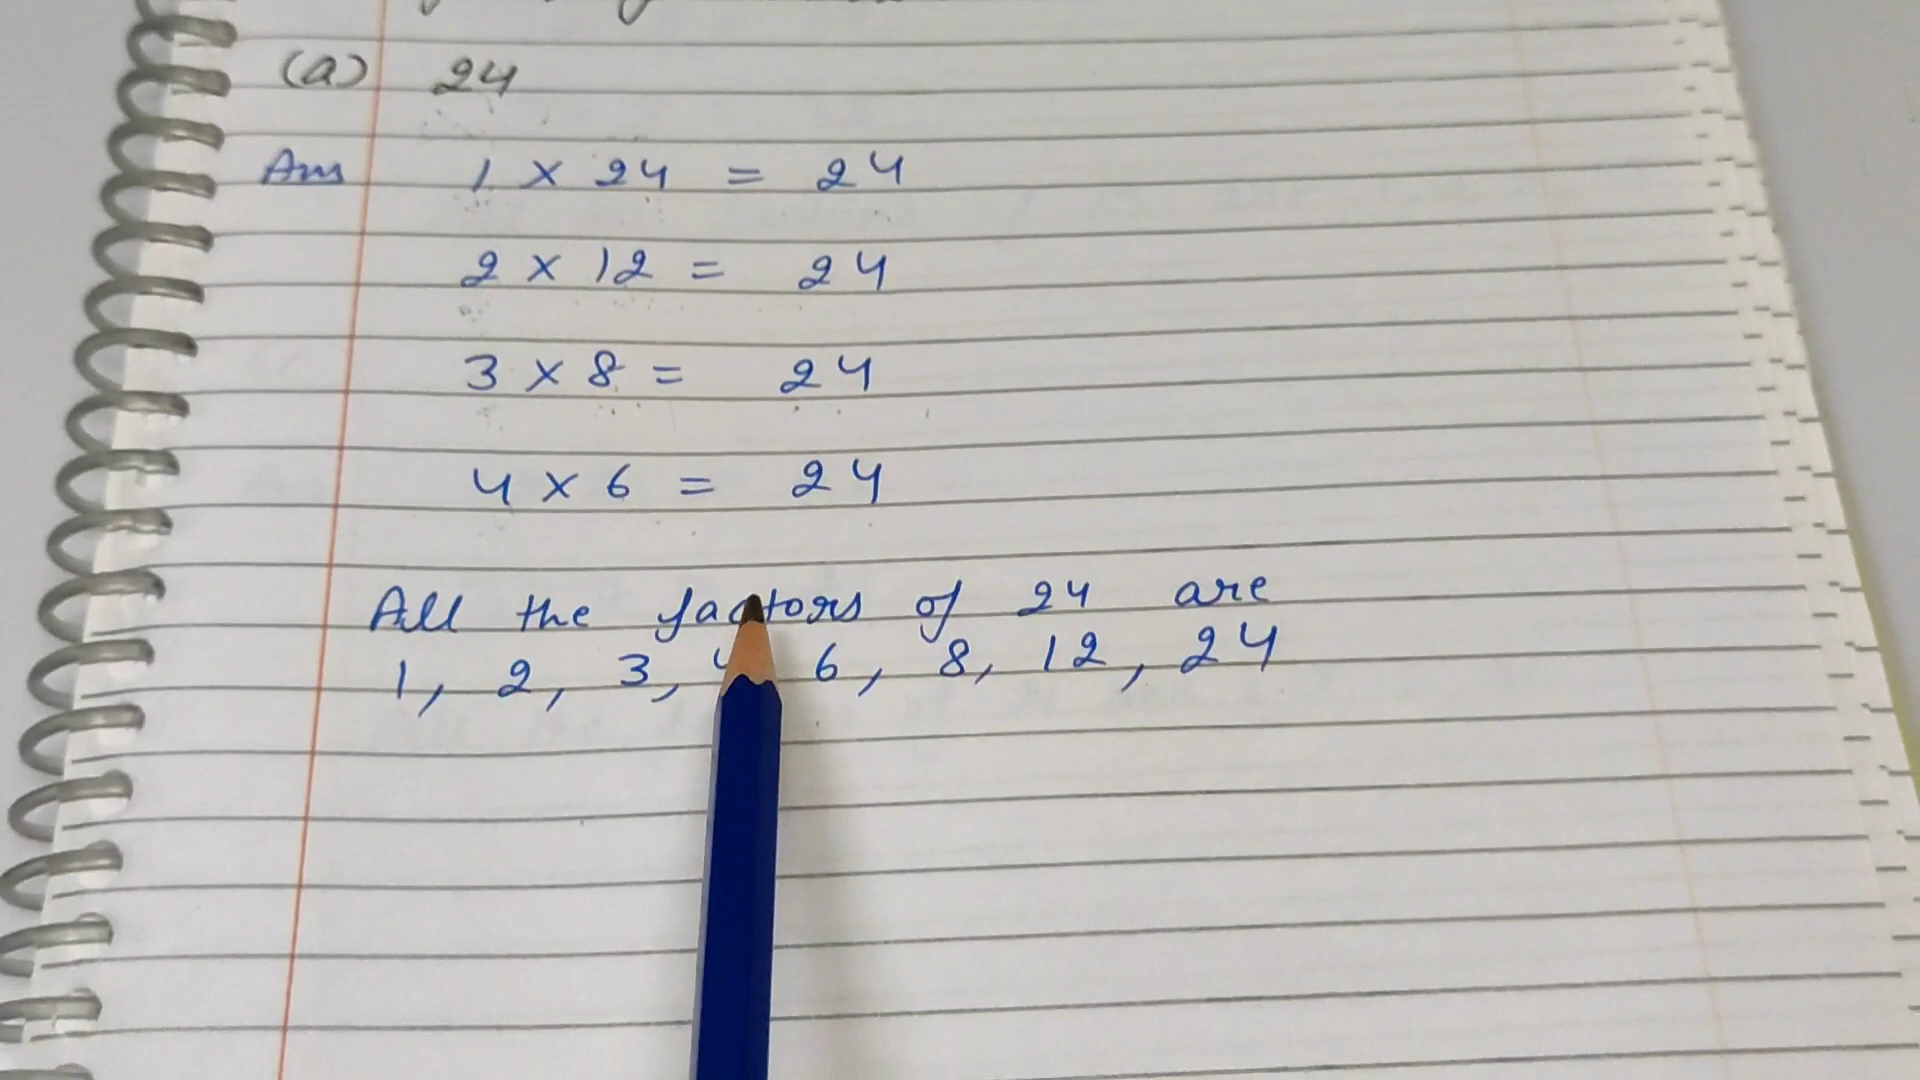 (a) 24
Ans 1 × 24 = 24
2 × 12 = 24
3 × 8 = 24
4 × 6 = 24
All the factors of 24 are
1, 2, 3, 4 6, 8, 12, 24